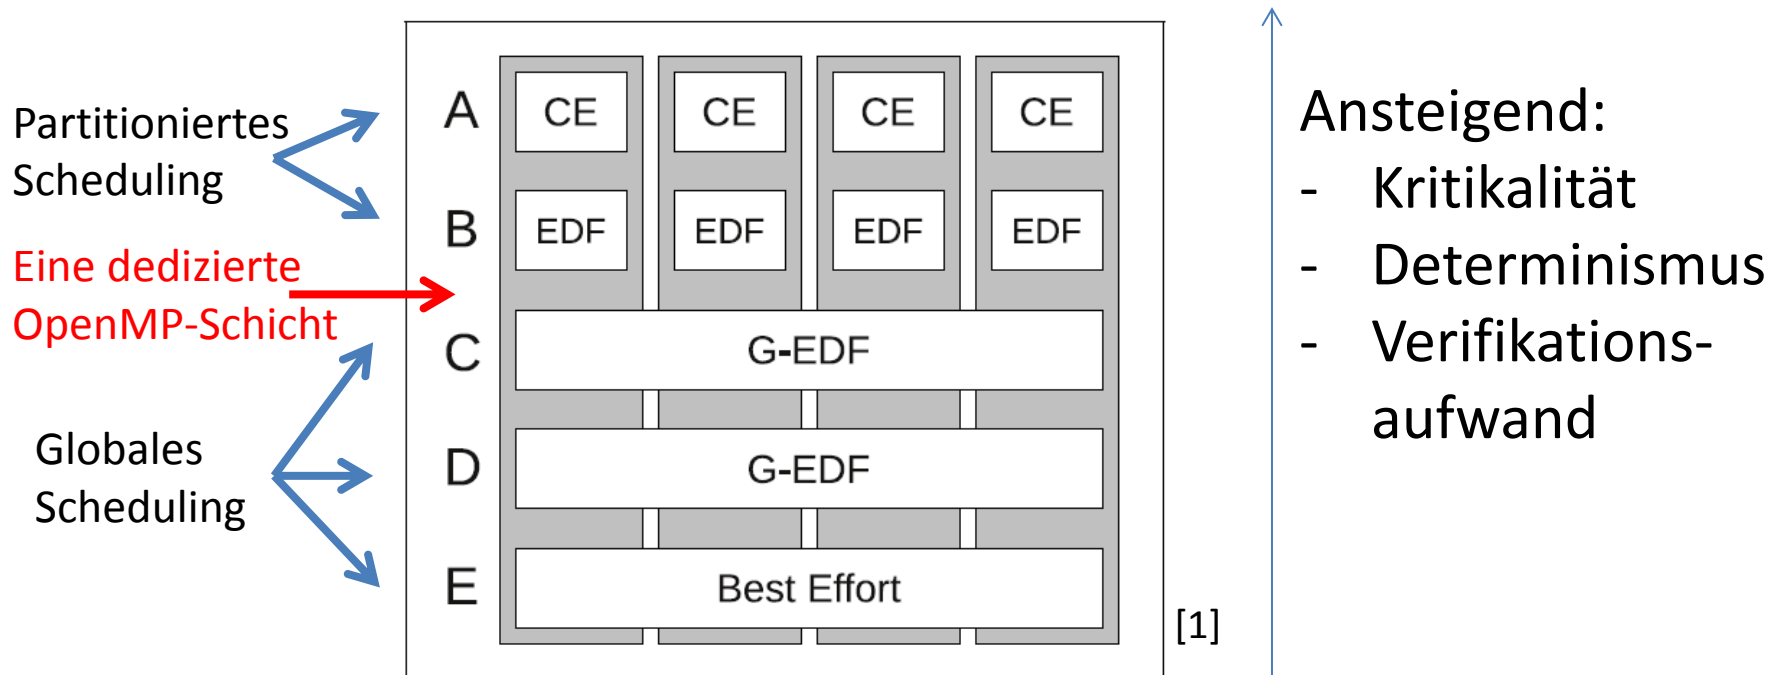 Partitioniertes
Scheduling
Eine dedizierte
OpenMP-Schicht
Globales
Scheduling
A
CE CE CE CE
B
EDF EDF EDF EDF
C
G-EDF
D
G-EDF
E
Best Effort
[1]
Ansteigend:
- Kritikalität
- Determinismus
- Verifikations-
aufwand